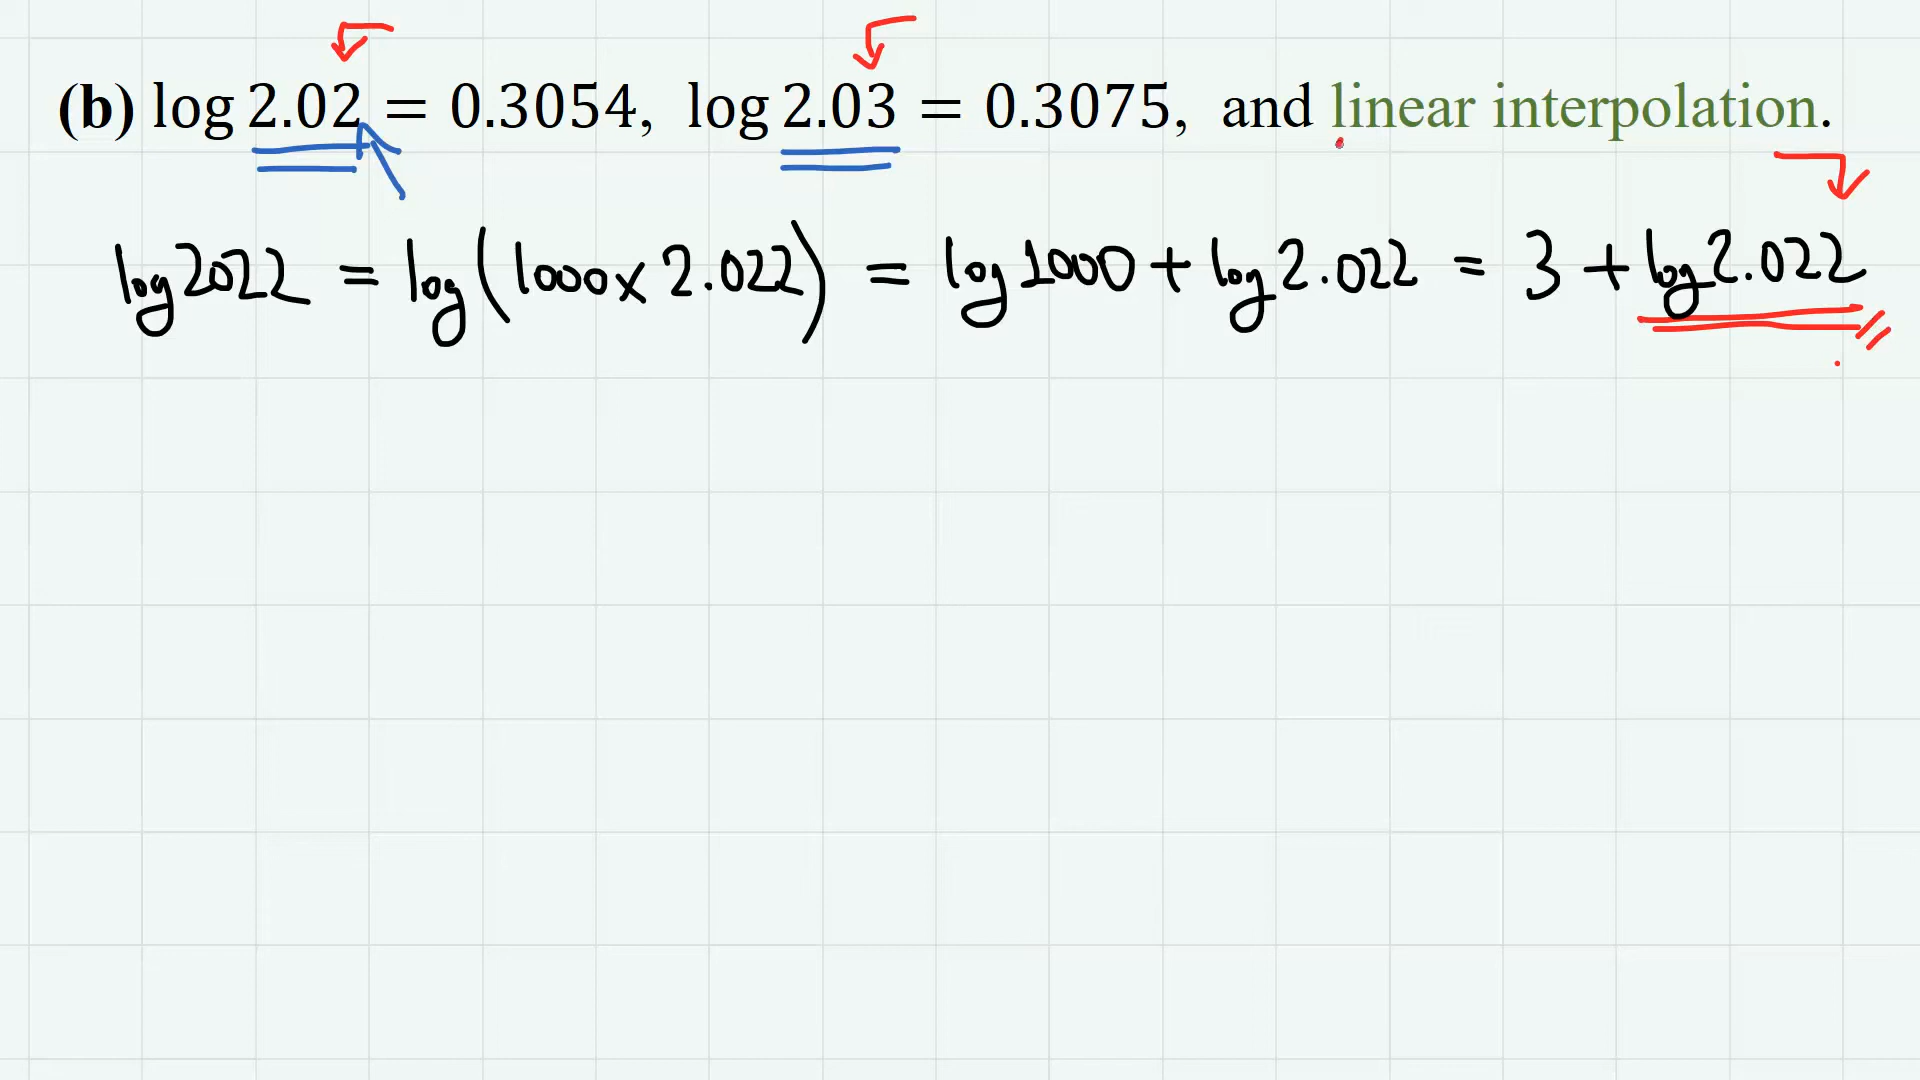 (b) log 2.02 = 0.3054, log 2.03 = 0.3075, and linear interpolation.
log 2022 = log(1000 x 2.022) = log 1000 + log 2.022 = 3 + log 2.022